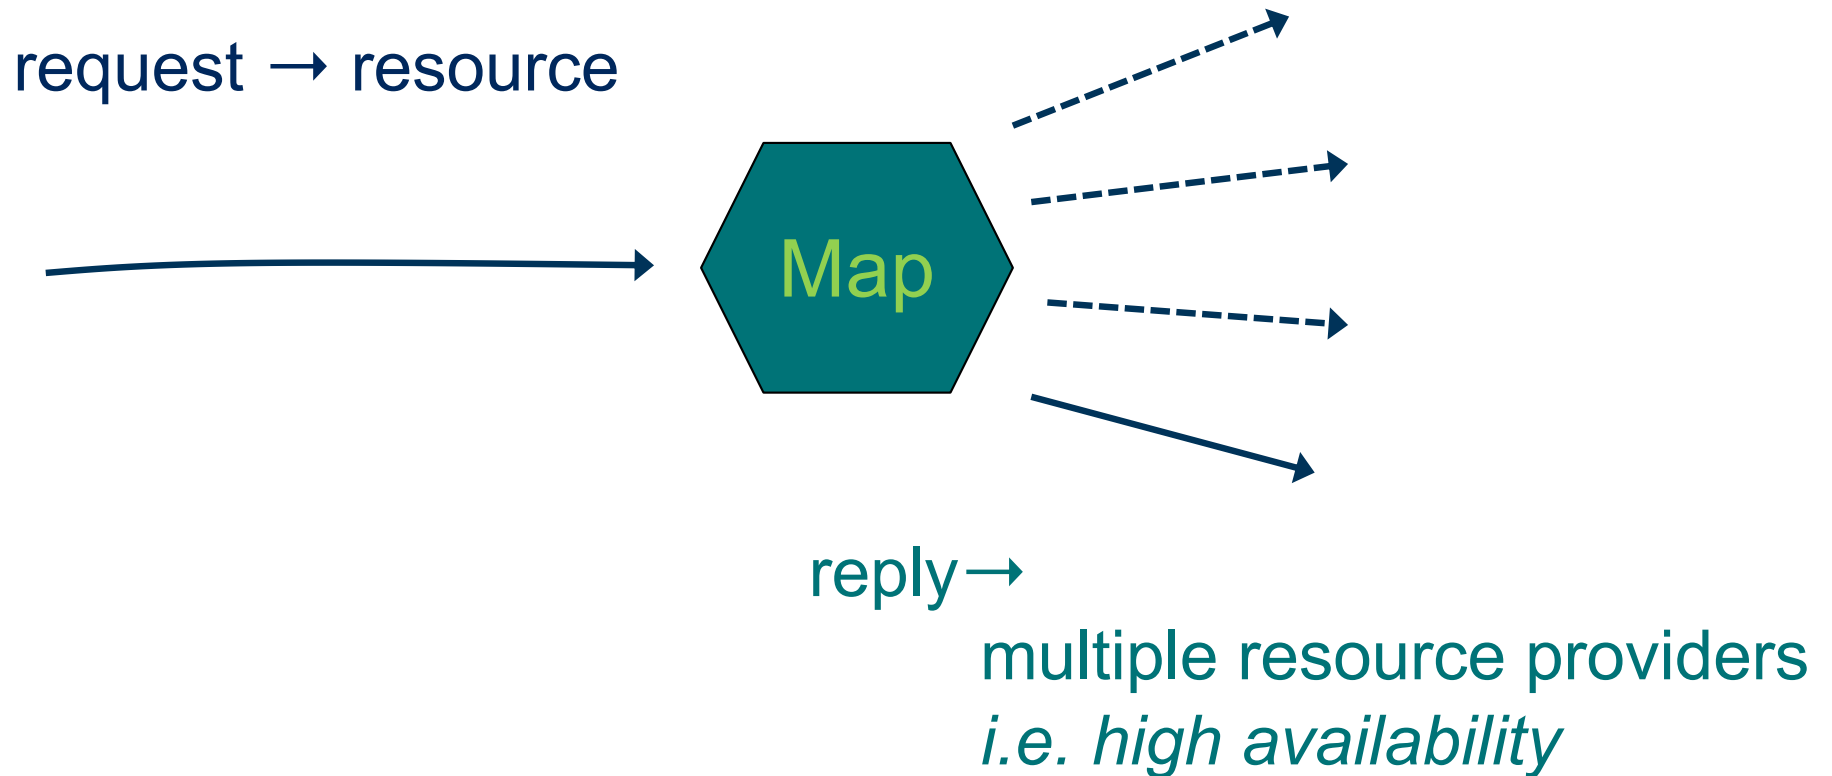 request → resource
Map
reply→
multiple resource providers
i.e. high availability